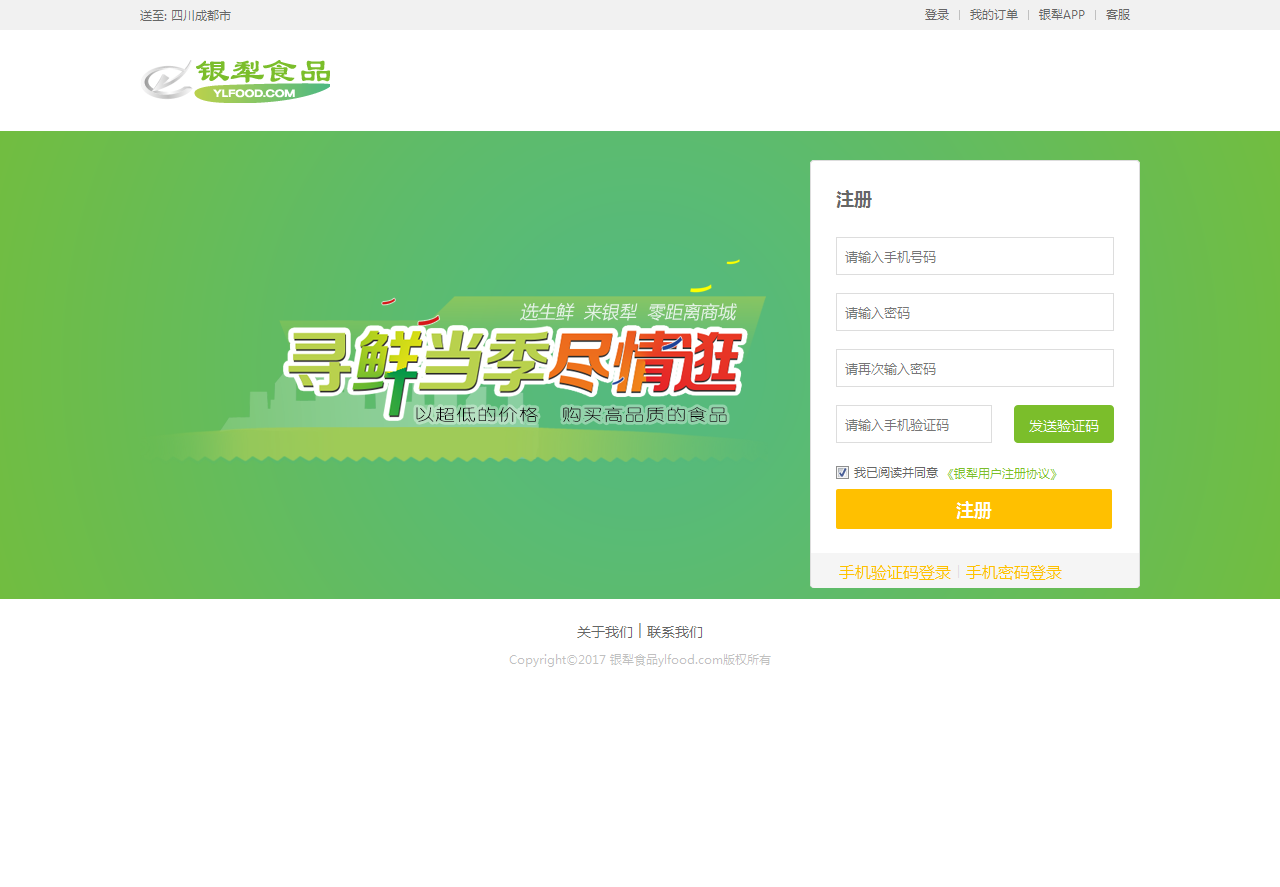 送至: 四川成都市
登录 | 我的订单 | 银犁APP | 客服
银犁食品
YLFOOD.COM
选生鲜 来银犁 零距离商城
寻鲜当季尽情逛
以超低的价格 购买高品质的食品
注册
请输入手机号码
请输入密码
请再次输入密码
请输入手机验证码
发送验证码
我已阅读并同意 《银犁用户注册协议》
注册
手机验证码登录 | 手机密码登录
关于我们 | 联系我们
Copyright©2017 银犁食品ylfood.com版权所有